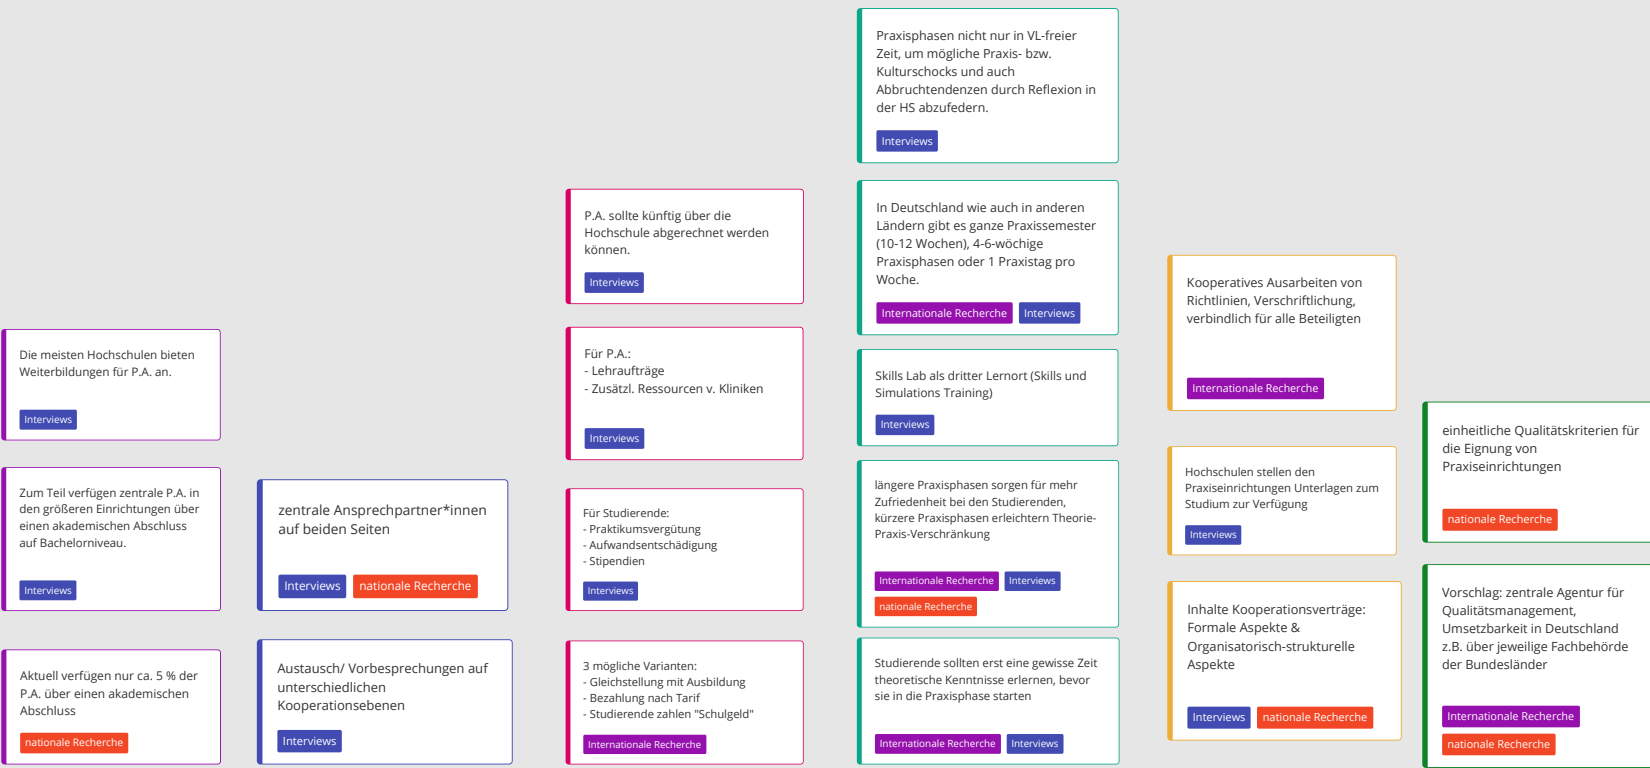 Die meisten Hochschulen bieten
Weiterbildungen für P.A. an.
Interviews
Zum Teil verfügen zentrale P.A. in
den größeren Einrichtungen über
einen akademischen Abschluss
auf Bachelorniveau.
Interviews
Aktuell verfügen nur ca. 5 % der
P.A. über einen akademischen
Abschluss
nationale Recherche
zentrale Ansprechpartner*innen
auf beiden Seiten
Interviews nationale Recherche
Austausch/ Vorbesprechungen auf
unterschiedlichen
Kooperationsebenen
Interviews
P.A. sollte künftig über die
Hochschule abgerechnet werden
können.
Interviews
Für P.A.:
- Lehraufträge
- Zusätzl. Ressourcen v. Kliniken
Interviews
Für Studierende:
- Praktikumsvergütung
- Aufwandsentschädigung
- Stipendien
Interviews
3 mögliche Varianten:
- Gleichstellung mit Ausbildung
- Bezahlung nach Tarif
- Studierende zahlen "Schulgeld"
Internationale Recherche
Praxisphasen nicht nur in VL-freier
Zeit, um mögliche Praxis- bzw.
Kulturschocks und auch
Abbruchtendenzen durch Reflexion in
der HS abzufedern.
Interviews
In Deutschland wie auch in anderen
Ländern gibt es ganze Praxissemester
(10-12 Wochen), 4-6-wöchige
Praxisphasen oder 1 Praxistag pro
Woche.
Internationale Recherche Interviews
Skills Lab als dritter Lernort (Skills und
Simulations Training)
Interviews
längere Praxisphasen sorgen für mehr
Zufriedenheit bei den Studierenden,
kürzere Praxisphasen erleichtern Theorie-
Praxis-Verschränkung
Internationale Recherche Interviews
nationale Recherche
Studierende sollten erst eine gewisse Zeit
theoretische Kenntnisse erlernen, bevor
sie in die Praxisphase starten
Internationale Recherche Interviews
Kooperatives Ausarbeiten von
Richtlinien, Verschriftlichung,
verbindlich für alle Beteiligten
Internationale Recherche
Hochschulen stellen den
Praxiseinrichtungen Unterlagen zum
Studium zur Verfügung
Interviews
Inhalte Kooperationsverträge:
Formale Aspekte &
Organisatorisch-strukturelle
Aspekte
Interviews nationale Recherche
einheitliche Qualitätskriterien für
die Eignung von
Praxiseinrichtungen
nationale Recherche
Vorschlag: zentrale Agentur für
Qualitätsmanagement,
Umsetzbarkeit in Deutschland
z.B. über jeweilige Fachbehörde
der Bundesländer
Internationale Recherche
nationale Recherche